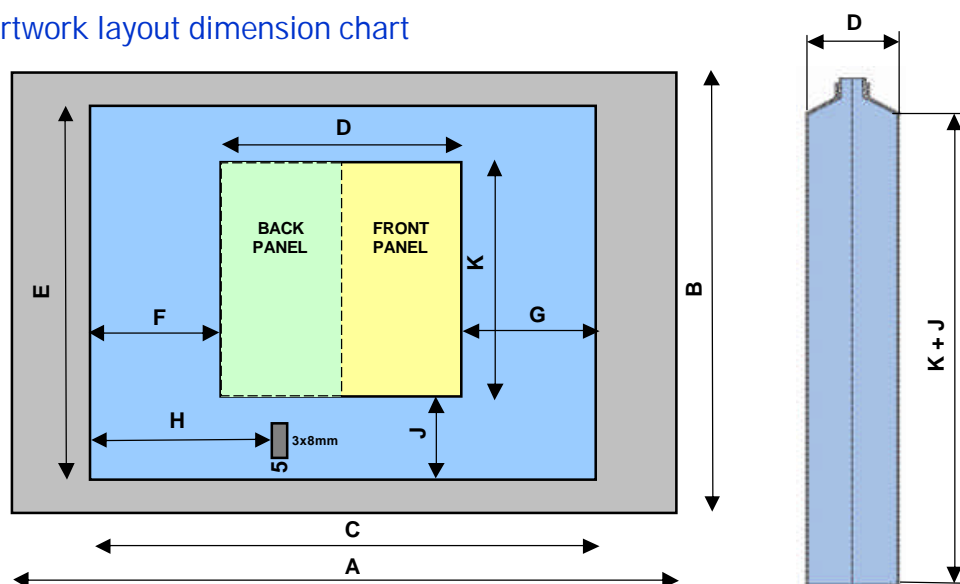 rtwork layout dimension chart
D
D
BACK
PANEL
FRONT
PANEL
K
E
B
F
G
K + J
H
J
3x8mm
5
C
A